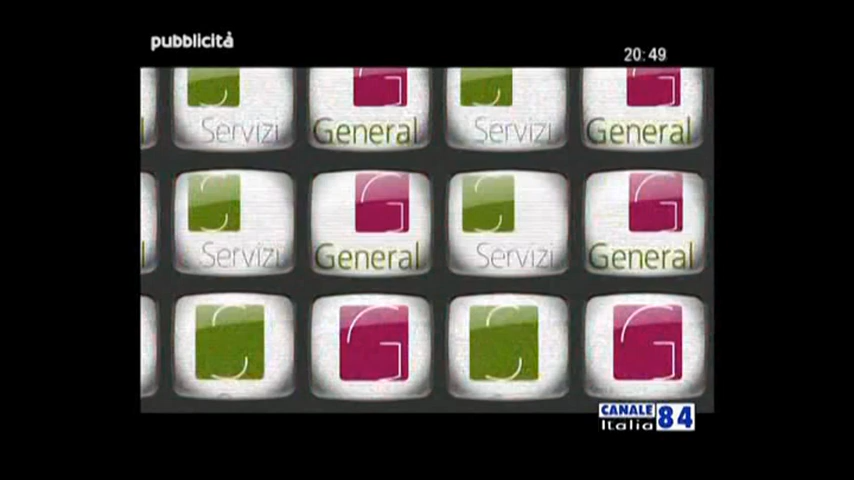 pubblicità
20:49
Servizi General Servizi General
Servizi General Servizi General
G G
CANALE
Italia 84